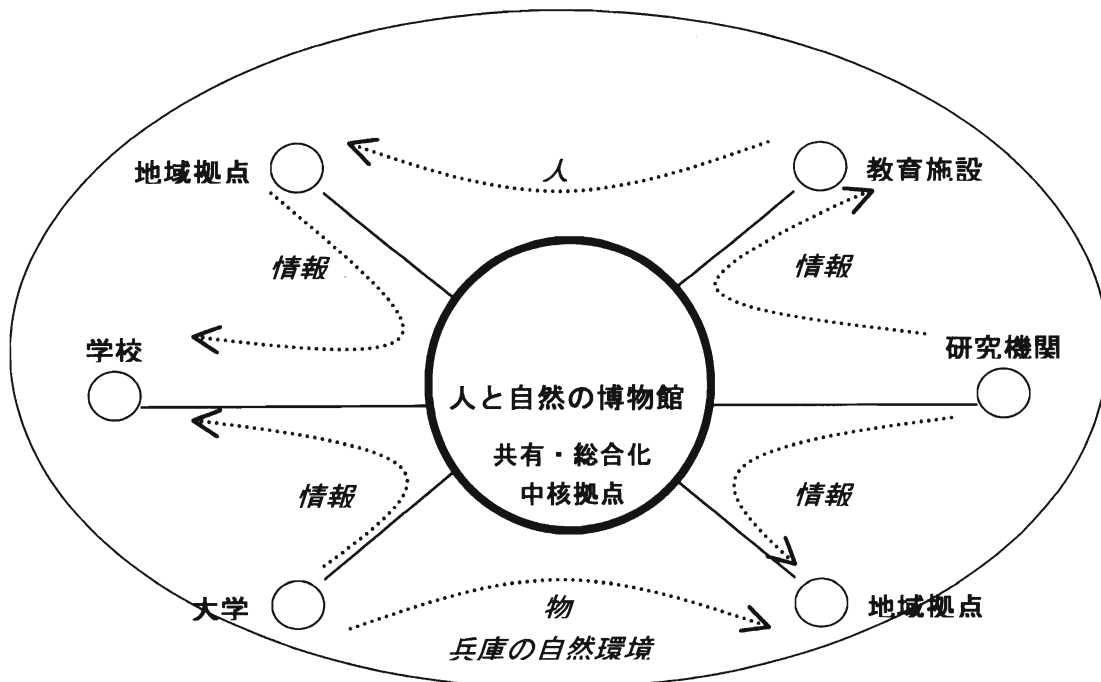 人
地域拠点
教育施設
情報
情報
学校
研究機関
人と自然の博物館
共有・総合化
中核拠点
情報
情報
大学
物
地域拠点
兵庫の自然環境